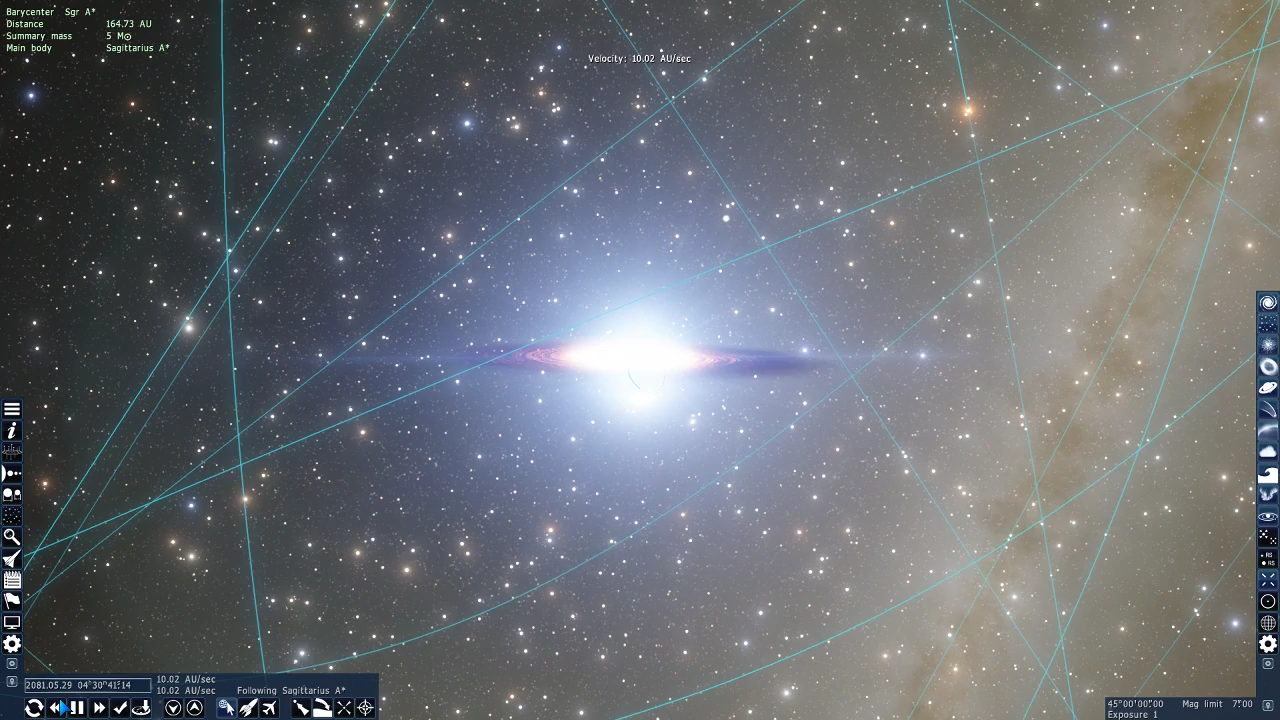 Barycenter Sgr A*
Distance 164.73 AU
Summary mass 5 M☉
Main body Sagittarius A*
Velocity: 10.02 AU/sec
RS
RS
10.02 AU/sec
2081.05.29 04:30:41.14
10.02 AU/sec Following Sagittarius A*
45°00'00.00 Mag limit 7.00
Exposure 1